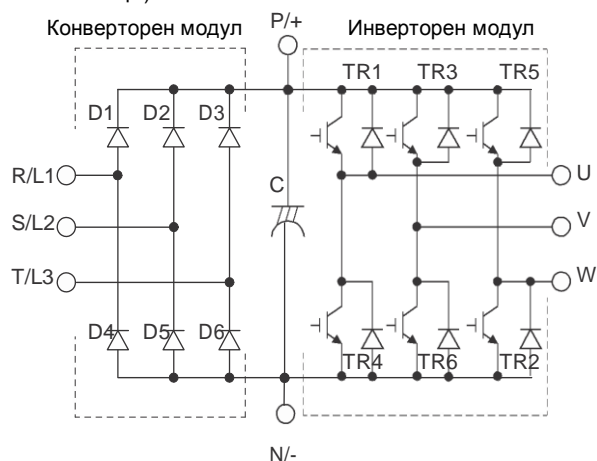 Конверторен модул
P/+
Инверторен модул
TR1 TR3 TR5
D1 D2 D3
R/L1
U
C
S/L2
V
T/L3
W
D4 D5 D6
TR4 TR6 TR2
N/-